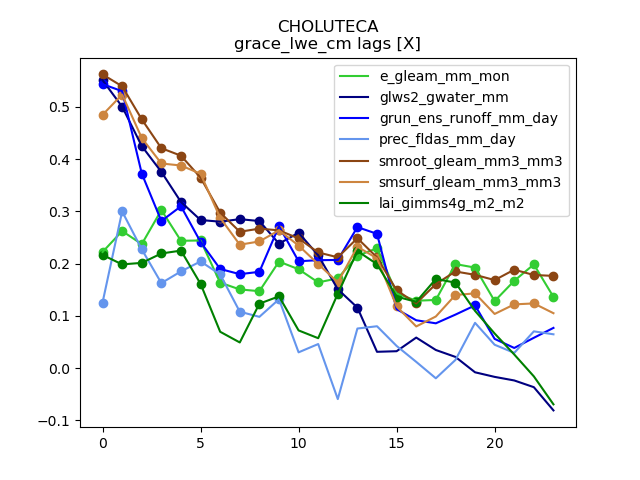 CHOLUTECA
grace_lwe_cm lags [X]
e_gleam_mm_mon
glws2_gwater_mm
grun_ens_runoff_mm_day
prec_fldas_mm_day
smroot_gleam_mm3_mm3
smsurf_gleam_mm3_mm3
lai_gimms4g_m2_m2
0.5
0.4
0.3
0.2
0.1
0.0
−0.1
0 5 10 15 20